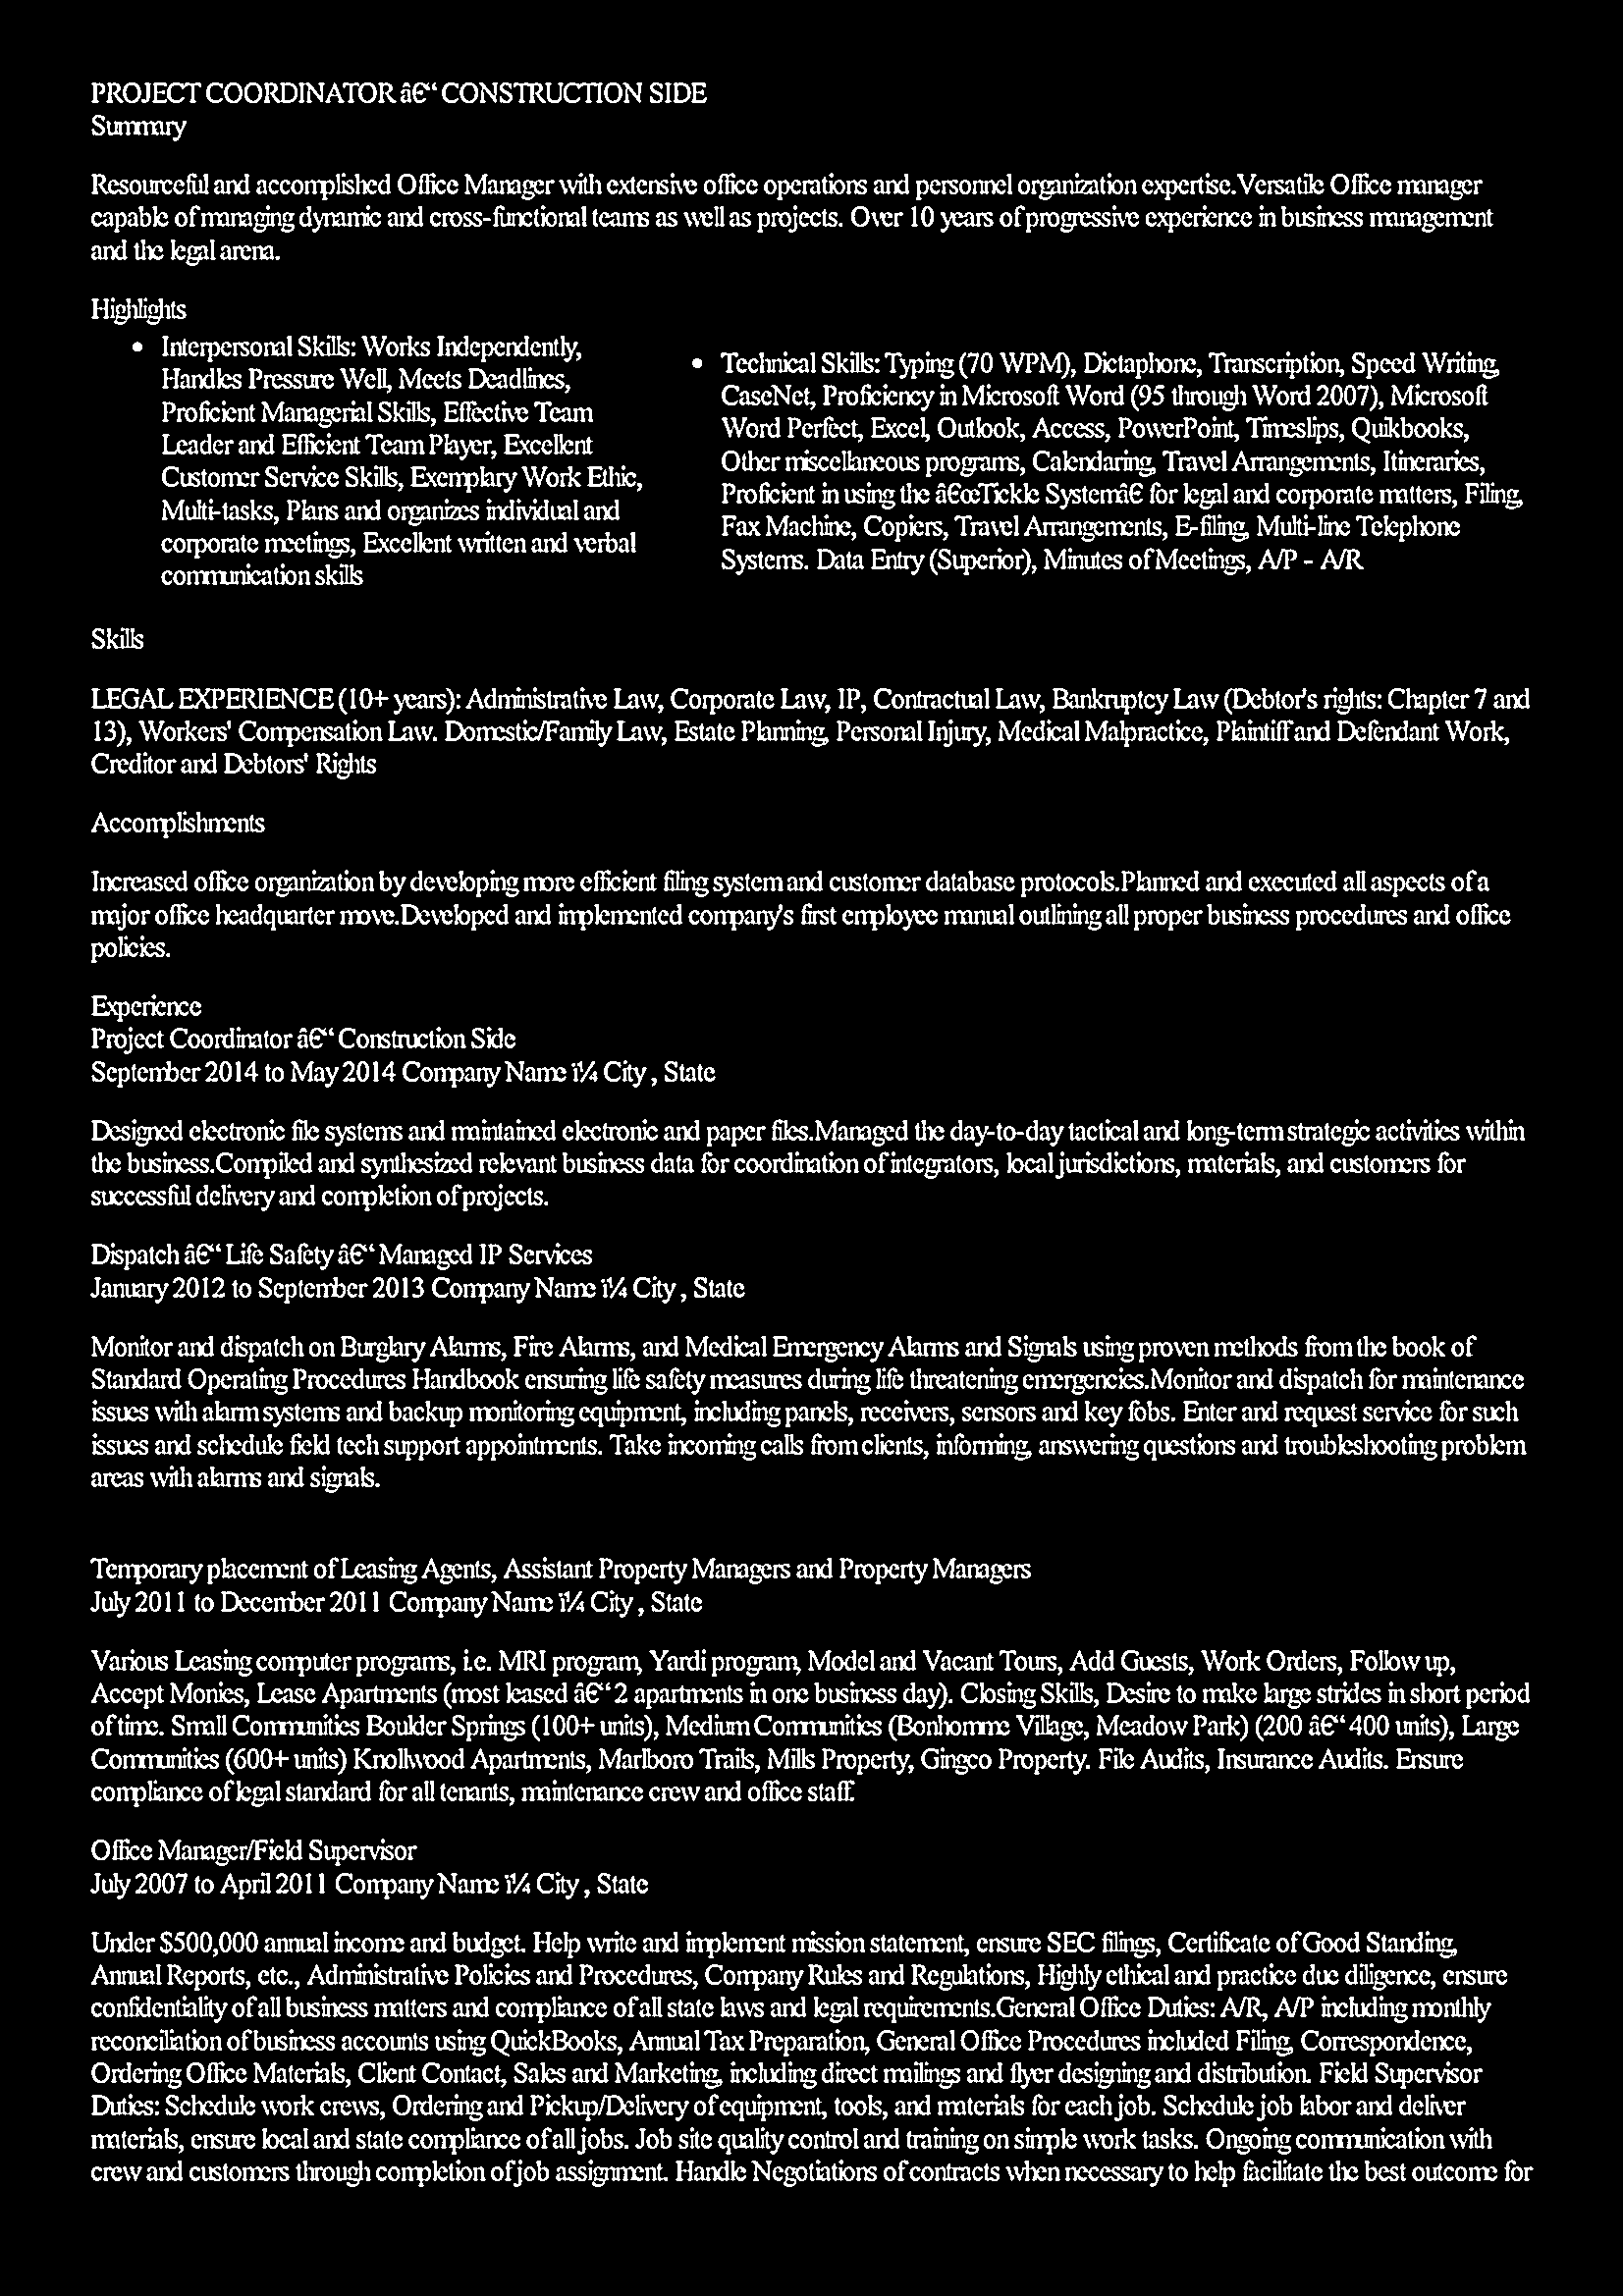 PROJECT COORDINATOR â€“ CONSTRUCTION SIDE
Summary
Resourceful and accomplished Office Manager with extensive office operations and personnel organization expertise.Versatile Office manager
capable of managing dynamic and cross-functional teams as well as projects. Over 10 years of progressive experience in business management
and the legal arena.
Highlights
• Interpersonal Skills: Works Independently,
Handles Pressure Well, Meets Deadlines,
Proficient Managerial Skills, Effective Team
Leader and Efficient Team Player, Excellent
Customer Service Skills, Exemplary Work Ethic,
Multi-tasks, Plans and organizes individual and
corporate meetings, Excellent written and verbal
communication skills
• Technical Skills: Typing (70 WPM), Dictaphone, Transcription, Speed Writing,
CaseNet, Proficiency in Microsoft Word (95 through Word 2007), Microsoft
Word Perfect, Excel, Outlook, Access, PowerPoint, Timeslips, Quikbooks,
Other miscellaneous programs, Calendaring, Travel Arrangements, Itineraries,
Proficient in using the â€œTickle Systemâ€ for legal and corporate matters, Filing,
Fax Machine, Copiers, Travel Arrangements, E-filing, Multi-line Telephone
Systems. Data Entry (Superior), Minutes of Meetings, A/P - A/R
Skills
LEGAL EXPERIENCE (10+ years): Administrative Law, Corporate Law, IP, Contractual Law, Bankruptcy Law (Debtor's rights: Chapter 7 and
13), Workers' Compensation Law. Domestic/Family Law, Estate Planning, Personal Injury, Medical Malpractice, Plaintiff and Defendant Work,
Creditor and Debtors' Rights
Accomplishments
Increased office organization by developing more efficient filing system and customer database protocols.Planned and executed all aspects of a
major office headquarter move.Developed and implemented company's first employee manual outlining all proper business procedures and office
policies.
Experience
Project Coordinator â€“ Construction Side
September 2014 to May 2014 Company Name ï¼ City , State
Designed electronic file systems and maintained electronic and paper files.Managed the day-to-day tactical and long-term strategic activities within
the business.Compiled and synthesized relevant business data for coordination of integrators, local jurisdictions, materials, and customers for
successful delivery and completion of projects.
Dispatch â€“ Life Safety â€“ Managed IP Services
January 2012 to September 2013 Company Name ï¼ City , State
Monitor and dispatch on Burglary Alarms, Fire Alarms, and Medical Emergency Alarms and Signals using proven methods from the book of
Standard Operating Procedures Handbook ensuring life safety measures during life threatening emergencies.Monitor and dispatch for maintenance
issues with alarm systems and backup monitoring equipment, including panels, receivers, sensors and key fobs. Enter and request service for such
issues and schedule field tech support appointments. Take incoming calls from clients, informing, answering questions and troubleshooting problem
areas with alarms and signals.
Temporary placement of Leasing Agents, Assistant Property Managers and Property Managers
July 2011 to December 2011 Company Name ï¼ City , State
Various Leasing computer programs, i.e. MRI program, Yardi program, Model and Vacant Tours, Add Guests, Work Orders, Follow up,
Accept Monies, Lease Apartments (most leased â€“ 2 apartments in one business day). Closing Skills, Desire to make large strides in short period
of time. Small Communities Boulder Springs (100+ units), Medium Communities (Bonhomme Village, Meadow Park) (200 â€“ 400 units), Large
Communities (600+ units) Knollwood Apartments, Marlboro Trails, Mills Property, Gingco Property. File Audits, Insurance Audits. Ensure
compliance of legal standard for all tenants, maintenance crew and office staff.
Office Manager/Field Supervisor
July 2007 to April 2011 Company Name ï¼ City , State
Under $500,000 annual income and budget. Help write and implement mission statement, ensure SEC filings, Certificate of Good Standing,
Annual Reports, etc., Administrative Policies and Procedures, Company Rules and Regulations, Highly ethical and practice due diligence, ensure
confidentiality of all business matters and compliance of all state laws and legal requirements.General Office Duties: A/R, A/P including monthly
reconciliation of business accounts using QuickBooks, Annual Tax Preparation, General Office Procedures included Filing, Correspondence,
Ordering Office Materials, Client Contact, Sales and Marketing, including direct mailings and flyer designing and distribution. Field Supervisor
Duties: Schedule work crews, Ordering and Pickup/Delivery of equipment, tools, and materials for each job. Schedule job labor and deliver
materials, ensure local and state compliance of all jobs. Job site quality control and training on simple work tasks. Ongoing communication with
crew and customers through completion of job assignment. Handle Negotiations of contracts when necessary to help facilitate the best outcome for